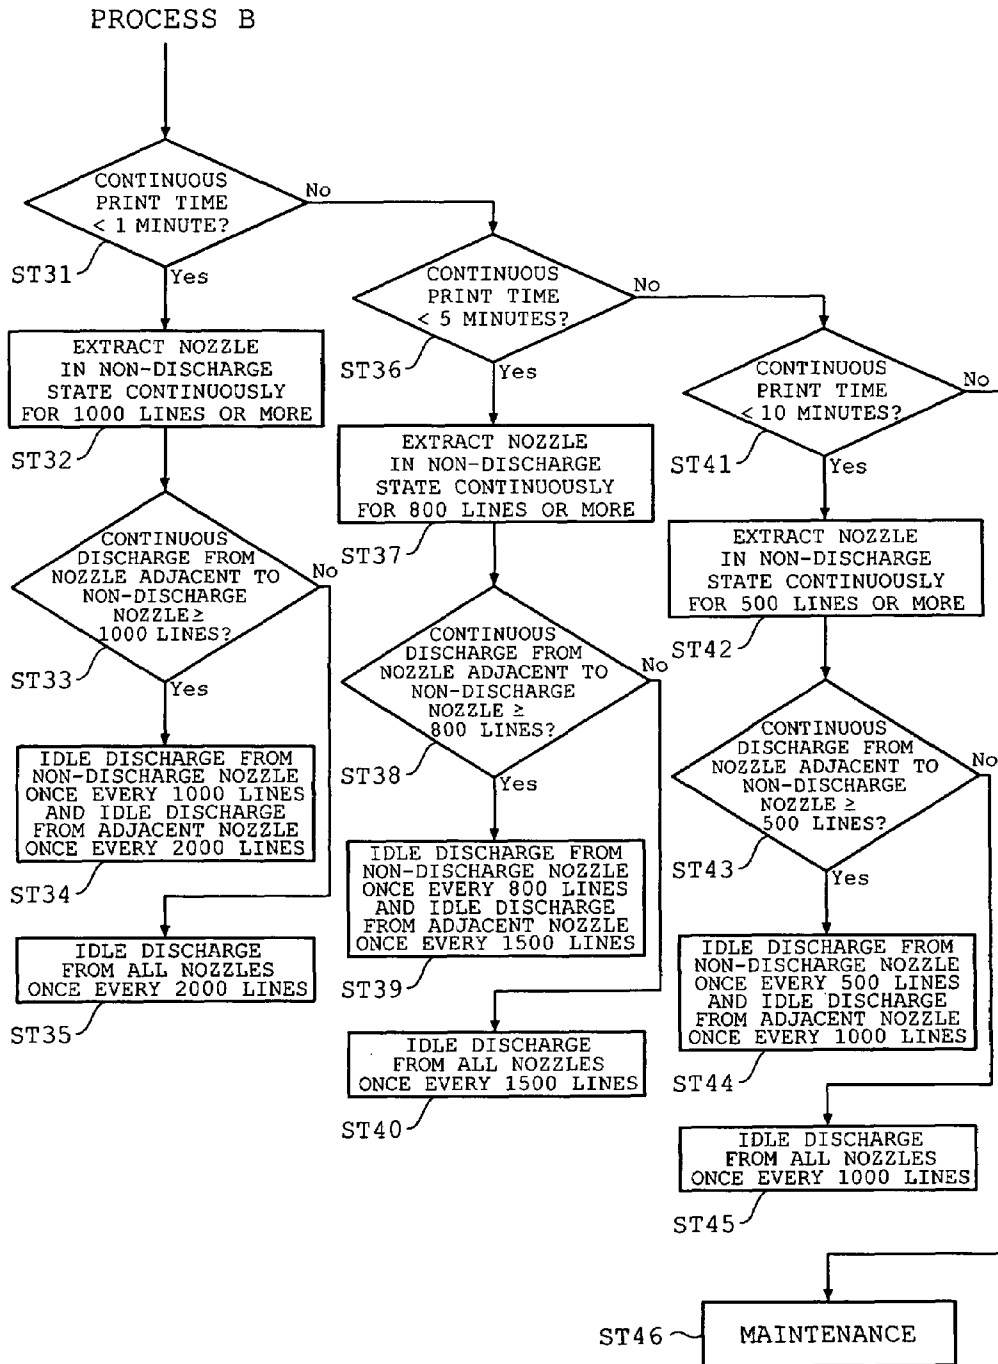 PROCESS B
CONTINUOUS
PRINT TIME
< 1 MINUTE?
No
ST31
Yes
EXTRACT NOZZLE
IN NON-DISCHARGE
STATE CONTINUOUSLY
FOR 1000 LINES OR MORE
ST32
CONTINUOUS
DISCHARGE FROM
NOZZLE ADJACENT TO
NON-DISCHARGE
NOZZLE ≥
1000 LINES?
No
ST33
Yes
IDLE DISCHARGE FROM
NON-DISCHARGE NOZZLE
ONCE EVERY 1000 LINES
AND IDLE DISCHARGE
FROM ADJACENT NOZZLE
ONCE EVERY 2000 LINES
ST34
IDLE DISCHARGE
FROM ALL NOZZLES
ONCE EVERY 2000 LINES
ST35
CONTINUOUS
PRINT TIME
< 5 MINUTES?
No
ST36
Yes
EXTRACT NOZZLE
IN NON-DISCHARGE
STATE CONTINUOUSLY
FOR 800 LINES OR MORE
ST37
CONTINUOUS
DISCHARGE FROM
NOZZLE ADJACENT TO
NON-DISCHARGE
NOZZLE ≥
800 LINES?
No
ST38
Yes
IDLE DISCHARGE FROM
NON-DISCHARGE NOZZLE
ONCE EVERY 800 LINES
AND IDLE DISCHARGE
FROM ADJACENT NOZZLE
ONCE EVERY 1500 LINES
ST39
IDLE DISCHARGE
FROM ALL NOZZLES
ONCE EVERY 1500 LINES
ST40
CONTINUOUS
PRINT TIME
< 10 MINUTES?
No
ST41
Yes
EXTRACT NOZZLE
IN NON-DISCHARGE
STATE CONTINUOUSLY
FOR 500 LINES OR MORE
ST42
CONTINUOUS
DISCHARGE FROM
NOZZLE ADJACENT TO
NON-DISCHARGE
NOZZLE ≥
500 LINES?
No
ST43
Yes
IDLE DISCHARGE FROM
NON-DISCHARGE NOZZLE
ONCE EVERY 500 LINES
AND IDLE DISCHARGE
FROM ADJACENT NOZZLE
ONCE EVERY 1000 LINES
ST44
IDLE DISCHARGE
FROM ALL NOZZLES
ONCE EVERY 1000 LINES
ST45
ST46
MAINTENANCE